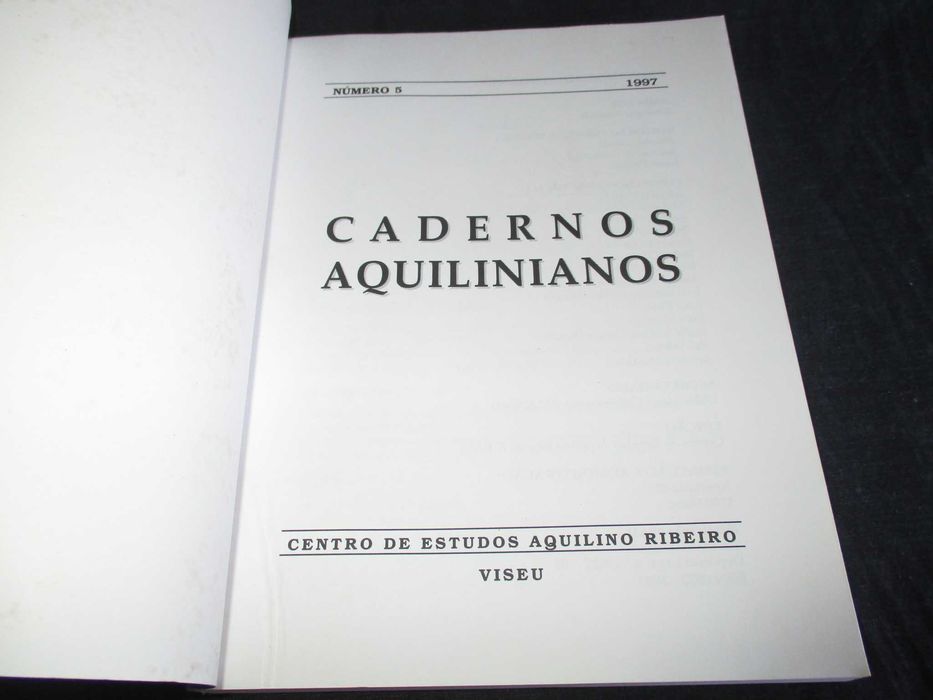 NÚMERO 5 1997
CADERNOS
AQUILINIANOS
CENTRO DE ESTUDOS AQUILINO RIBEIRO
VISEU